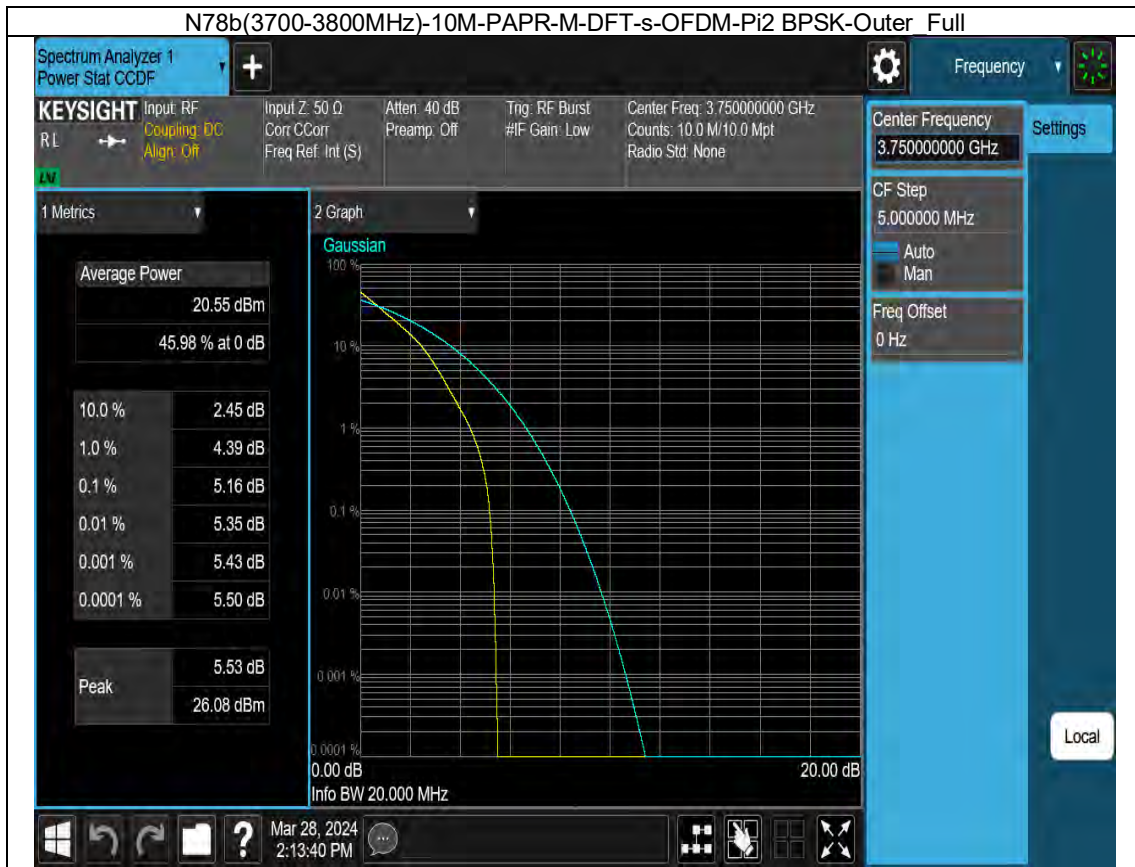 N78b(3700-3800MHz)-10M-PAPR-M-DFT-s-OFDM-Pi2 BPSK-Outer_Full
Spectrum Analyzer 1
Power Stat CCDF
+
Frequency
KEYSIGHT
RL
LV
Input: RF
Coupling: DC
Align: Off
Input Z: 50 Ω
Corr CCorr
Freq Ref: Int (S)
Atten: 40 dB
Preamp: Off
Trig: RF Burst
#IF Gain: Low
Center Freq: 3.750000000 GHz
Counts: 10.0 M/10.0 Mpt
Radio Std: None
Center Frequency
3.750000000 GHz
Settings
CF Step
5.000000 MHz
Auto
Man
Freq Offset
0 Hz
1 Metrics
Average Power
20.55 dBm
45.98 % at 0 dB
10.0 % 2.45 dB
1.0 % 4.39 dB
0.1 % 5.16 dB
0.01 % 5.35 dB
0.001 % 5.43 dB
0.0001 % 5.50 dB
Peak
5.53 dB
26.08 dBm
2 Graph
Gaussian
100 %
10 %
1 %
0.1 %
0.01 %
0.001 %
0.0001 %
0.00 dB 20.00 dB
Info BW 20.000 MHz
Local
?
Mar 28, 2024
2:13:40 PM